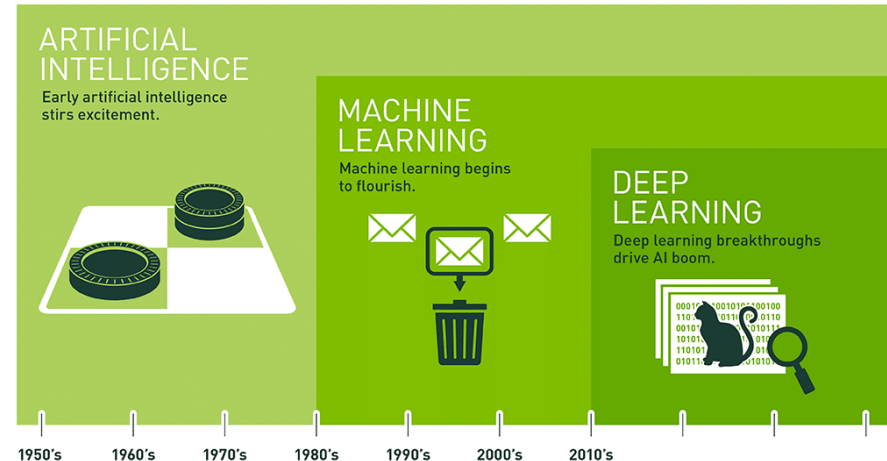 ARTIFICIAL
INTELLIGENCE
Early artificial intelligence
stirs excitement.
MACHINE
LEARNING
Machine learning begins
to flourish.
DEEP
LEARNING
Deep learning breakthroughs
drive AI boom.
1950's
1960's
1970's
1980's
1990's
2000's
2010's